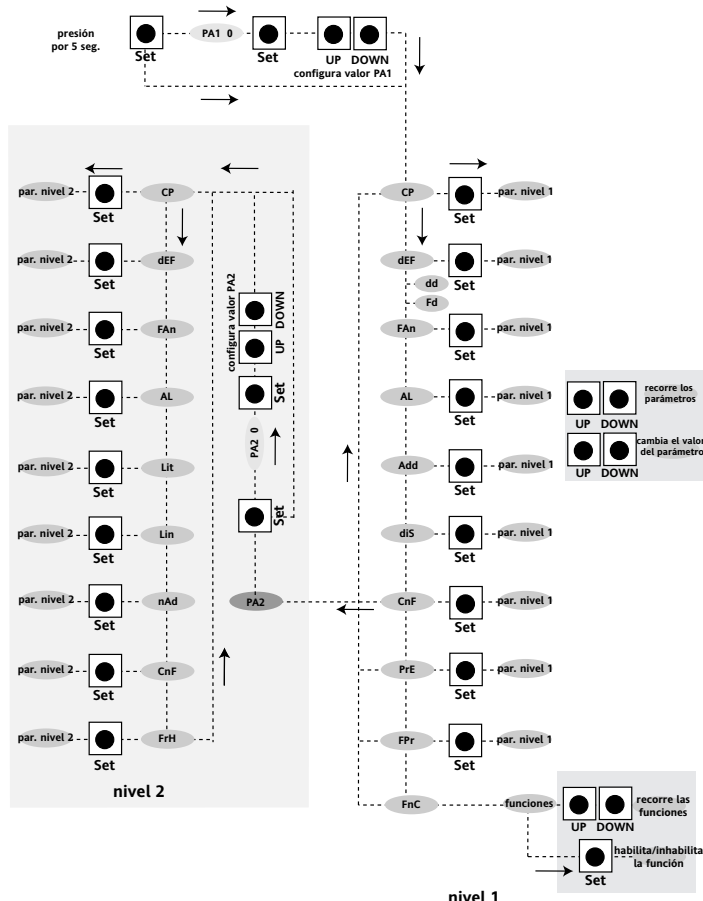 presión
por 5 seg.
Set
PA1 0
Set
UP DOWN
configura valor PA1
par. nivel 2
Set
CP
par. nivel 2
Set
dEF
par. nivel 2
Set
FAn
par. nivel 2
Set
AL
par. nivel 2
Set
Lit
par. nivel 2
Set
Lin
par. nivel 2
Set
nAd
par. nivel 2
Set
CnF
par. nivel 2
Set
FrH
nivel 2
configura valor PA2
UP DOWN
Set
PA2 0
Set
PA2
CP
Set
par. nivel 1
dEF
Set
par. nivel 1
dd
Fd
FAn
Set
par. nivel 1
AL
Set
par. nivel 1
Add
Set
par. nivel 1
diS
Set
par. nivel 1
CnF
Set
par. nivel 1
PrE
Set
par. nivel 1
FPr
Set
par. nivel 1
FnC
funciones
UP DOWN
recorre los
parámetros
UP DOWN
cambia el valor
del parámetro
UP DOWN
recorre las
funciones
Set
habilita/inhabilita
la función
nivel 1